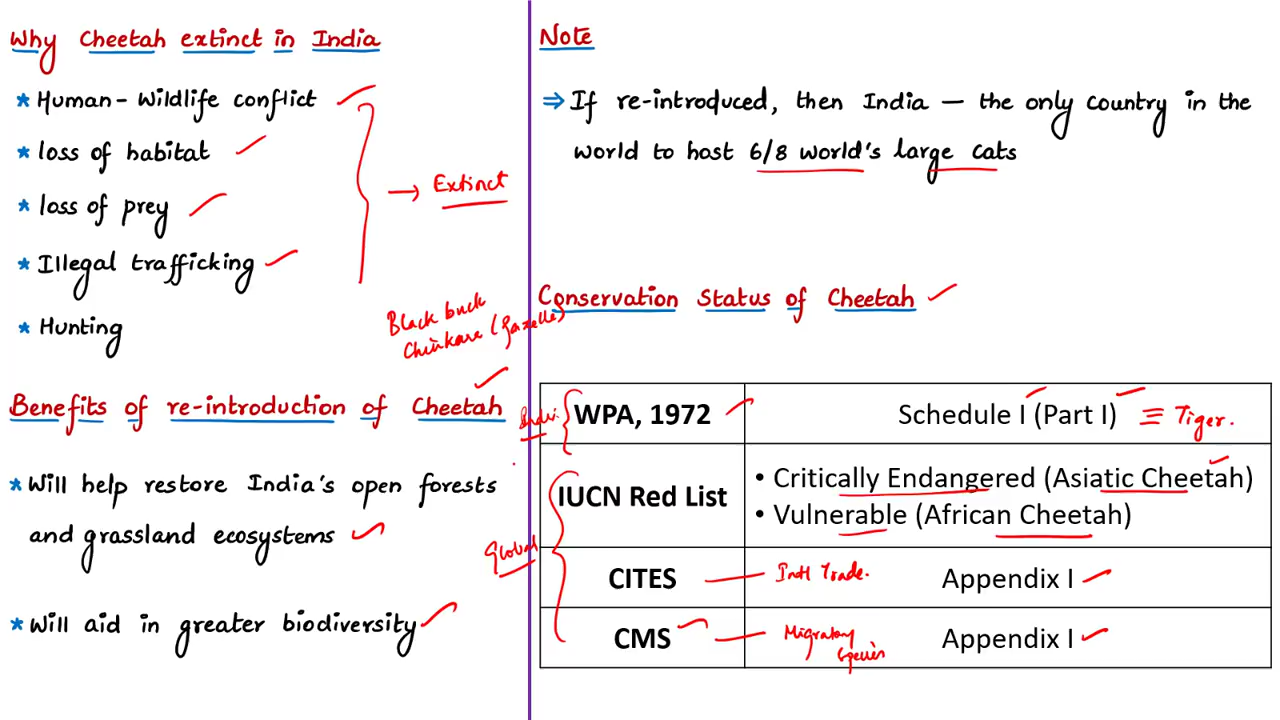 Why Cheetah extinct in India
* Human - Wildlife conflict
* loss of habitat
* loss of prey
* Illegal trafficking
* Hunting
→ Extinct
Black buck
Chinkara (Gazelle)
Benefits of re-introduction of Cheetah
* Will help restore India's open forests
and grassland ecosystems
* Will aid in greater biodiversity
Note
⇒ If re-introduced, then India — the only country in the
world to host 6/8 world's large cats
Conservation Status of Cheetah
India
WPA, 1972 Schedule I (Part I) ≡ Tiger.
Global
IUCN Red List
• Critically Endangered (Asiatic Cheetah)
• Vulnerable (African Cheetah)
CITES — Intl Trade. Appendix I
CMS — Migratory Appendix I
Species